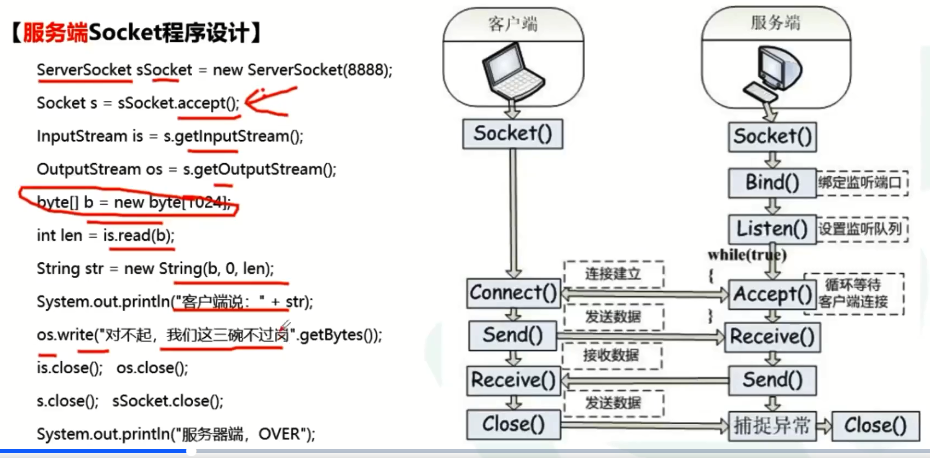 【服务端Socket程序设计】
ServerSocket sSocket = new ServerSocket(8888);
Socket s = sSocket.accept();
InputStream is = s.getInputStream();
OutputStream os = s.getOutputStream();
byte[] b = new byte[1024];
int len = is.read(b);
String str = new String(b, 0, len);
System.out.println("客户端说：" + str);
os.write("对不起，我们这三碗不过岗".getBytes());
is.close(); os.close();
s.close(); sSocket.close();
System.out.println("服务器端，OVER");
客户端
服务端
Socket()
Socket()
Bind()
绑定监听端口
Listen()
设置监听队列
while(true)
{
连接建立
Connect()
Accept()
循环等待
客户端连接
发送数据
}
Send()
Receive()
接收数据
Receive()
Send()
发送数据
Close()
捕捉异常
Close()